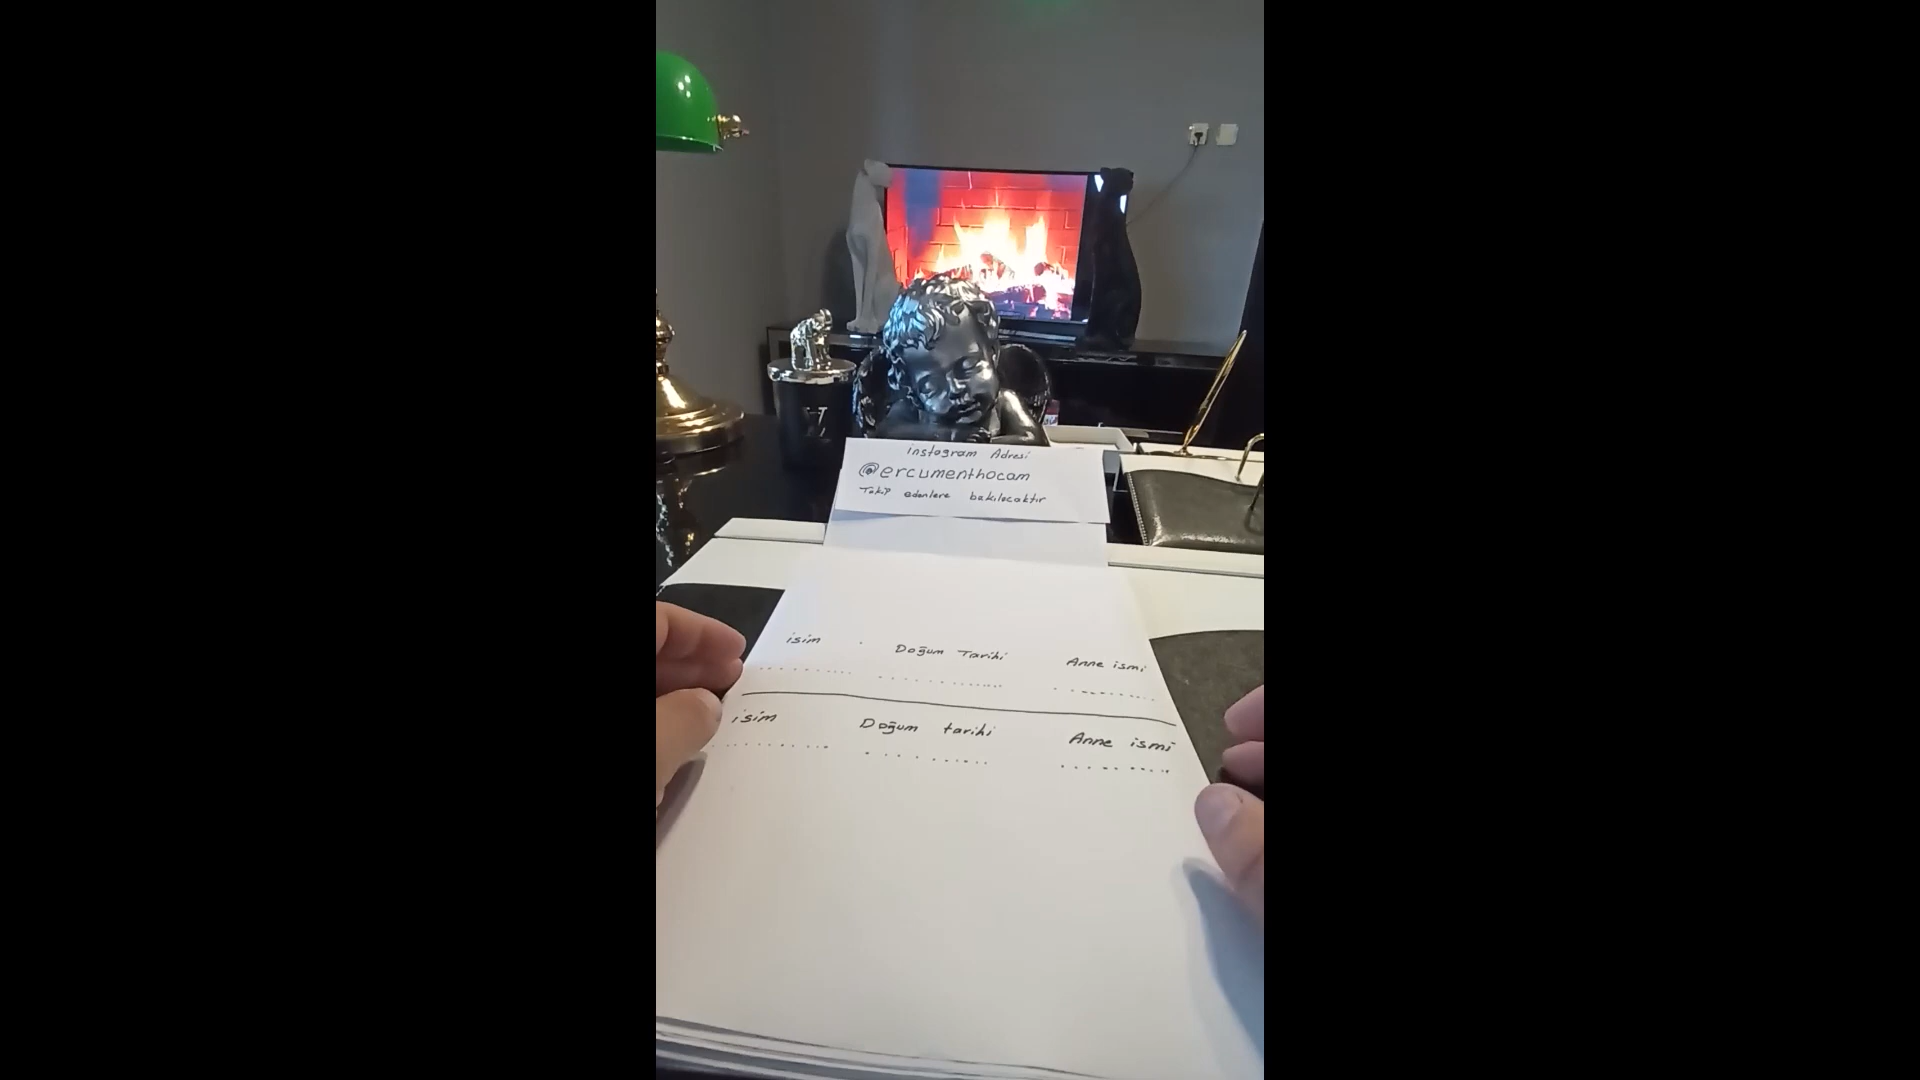 instagram Adresi
@ercumenthocam
Takip edenlere bakılacaktır
isim Doğum Tarihi Anne ismi
isim Doğum tarihi Anne ismi